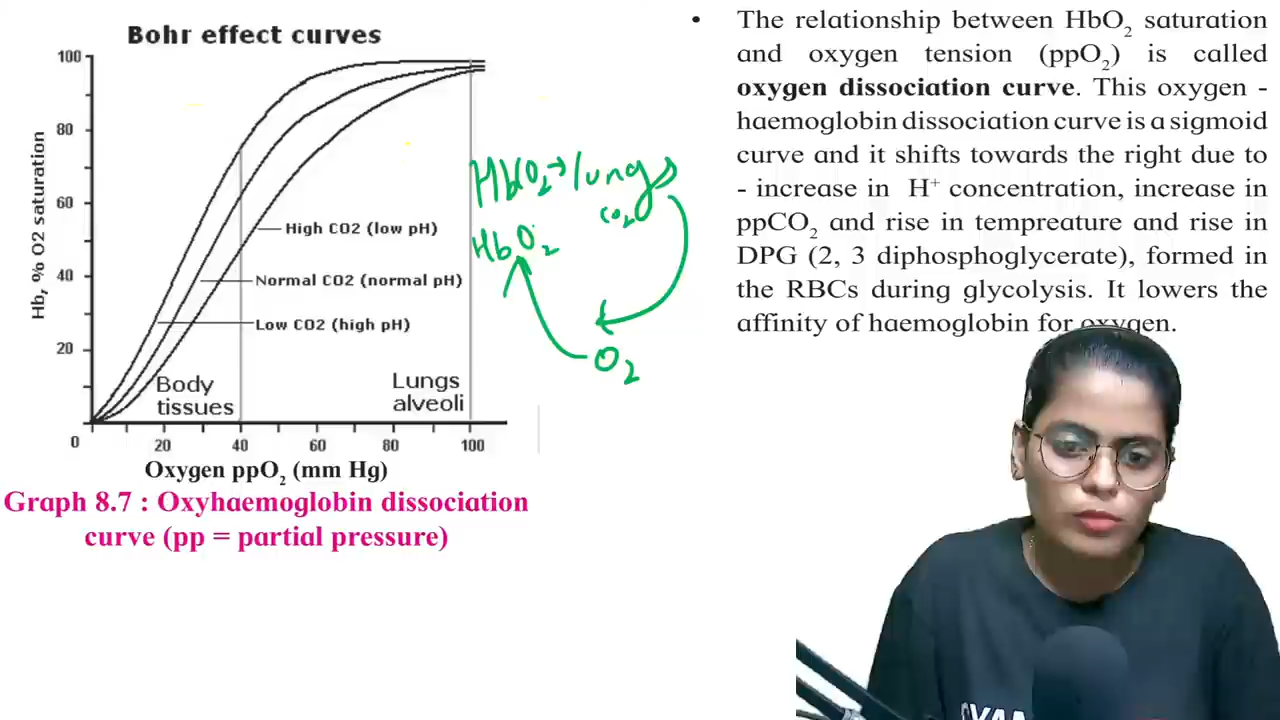 Bohr effect curves
100
80
60
40
20
0
Hb, % O2 saturation
High CO2 (low pH)
Normal CO2 (normal pH)
Low CO2 (high pH)
Body
tissues
Lungs
alveoli
20 40 60 80 100
Oxygen ppO₂ (mm Hg)
Graph 8.7 : Oxyhaemoglobin dissociation
curve (pp = partial pressure)
HbO₂→lungs
CO₂
HbO₂
O₂
• The relationship between HbO₂ saturation
and oxygen tension (ppO₂) is called
oxygen dissociation curve. This oxygen -
haemoglobin dissociation curve is a sigmoid
curve and it shifts towards the right due to
- increase in H⁺ concentration, increase in
ppCO₂ and rise in tempreature and rise in
DPG (2, 3 diphosphoglycerate), formed in
the RBCs during glycolysis. It lowers the
affinity of haemoglobin for oxygen.